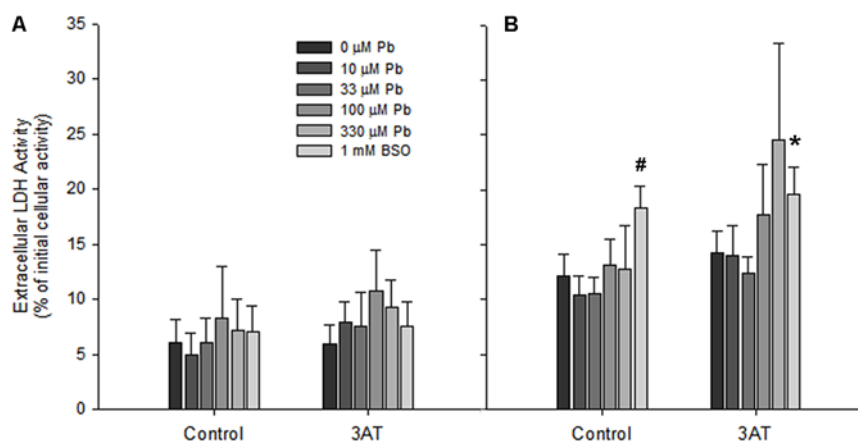 A
B
Extracellular LDH Activity
(% of initial cellular activity)
35
30
25
20
15
10
5
0
0 μM Pb
10 μM Pb
33 μM Pb
100 μM Pb
330 μM Pb
1 mM BSO
#
*
Control
3AT
Control
3AT